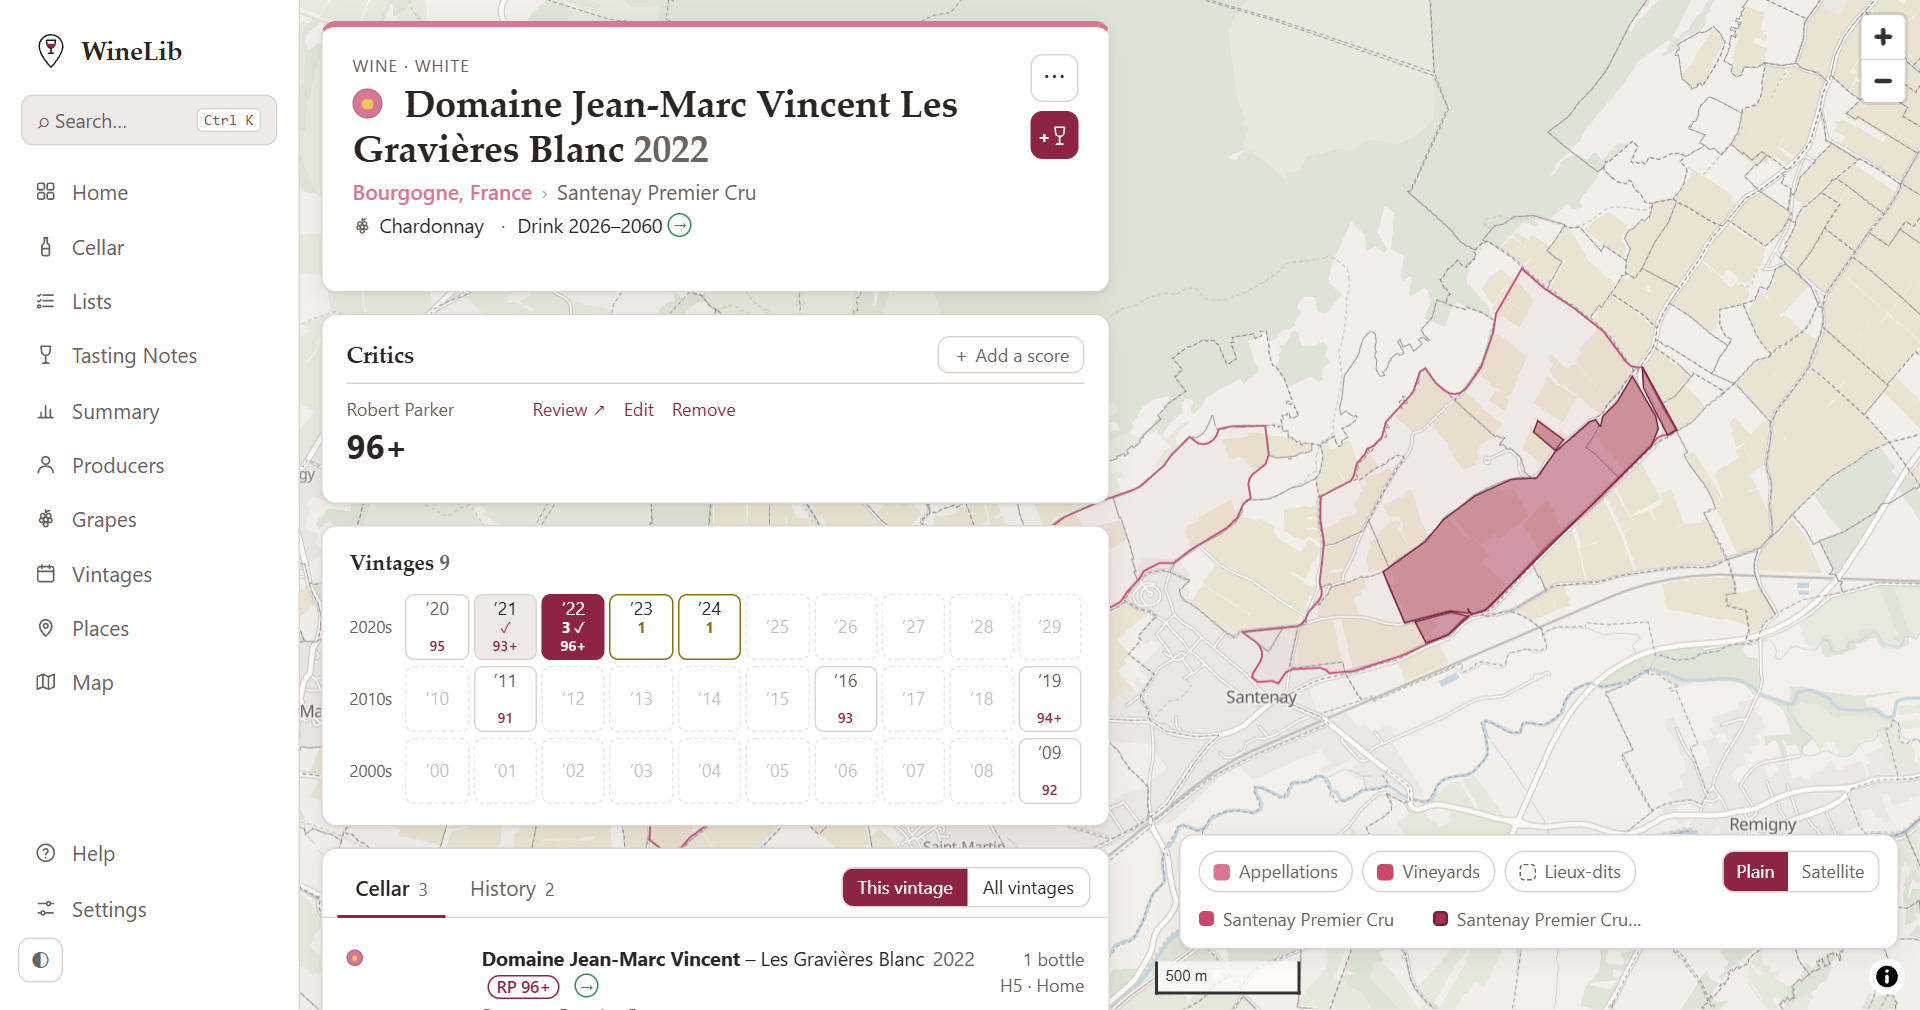 WineLib
Search...
Ctrl K
Home
Cellar
Lists
Tasting Notes
Summary
Producers
Grapes
Vintages
Places
Map
Help
Settings
WINE · WHITE
Domaine Jean-Marc Vincent Les
Gravières Blanc 2022
Bourgogne, France › Santenay Premier Cru
Chardonnay · Drink 2026–2060 →
...
+
Critics
+ Add a score
Robert Parker Review ↗ Edit Remove
96+
Vintages 9
2020s ’20 ’21 ’22 ’23 ’24 ’25 ’26 ’27 ’28 ’29
✓ 3 ✓ 1 1
95 93+ 96+
2010s ’10 ’11 ’12 ’13 ’14 ’15 ’16 ’17 ’18 ’19
91 93 94+
2000s ’00 ’01 ’02 ’03 ’04 ’05 ’06 ’07 ’08 ’09
92
Cellar 3 History 2
This vintage All vintages
Domaine Jean-Marc Vincent – Les Gravières Blanc 2022 1 bottle
RP 96+ → H5 · Home
gy
Ma
Saint-Martin
Santenay
Remigny
+
−
Appellations Vineyards Lieux-dits Plain Satellite
Santenay Premier Cru Santenay Premier Cru...
500 m